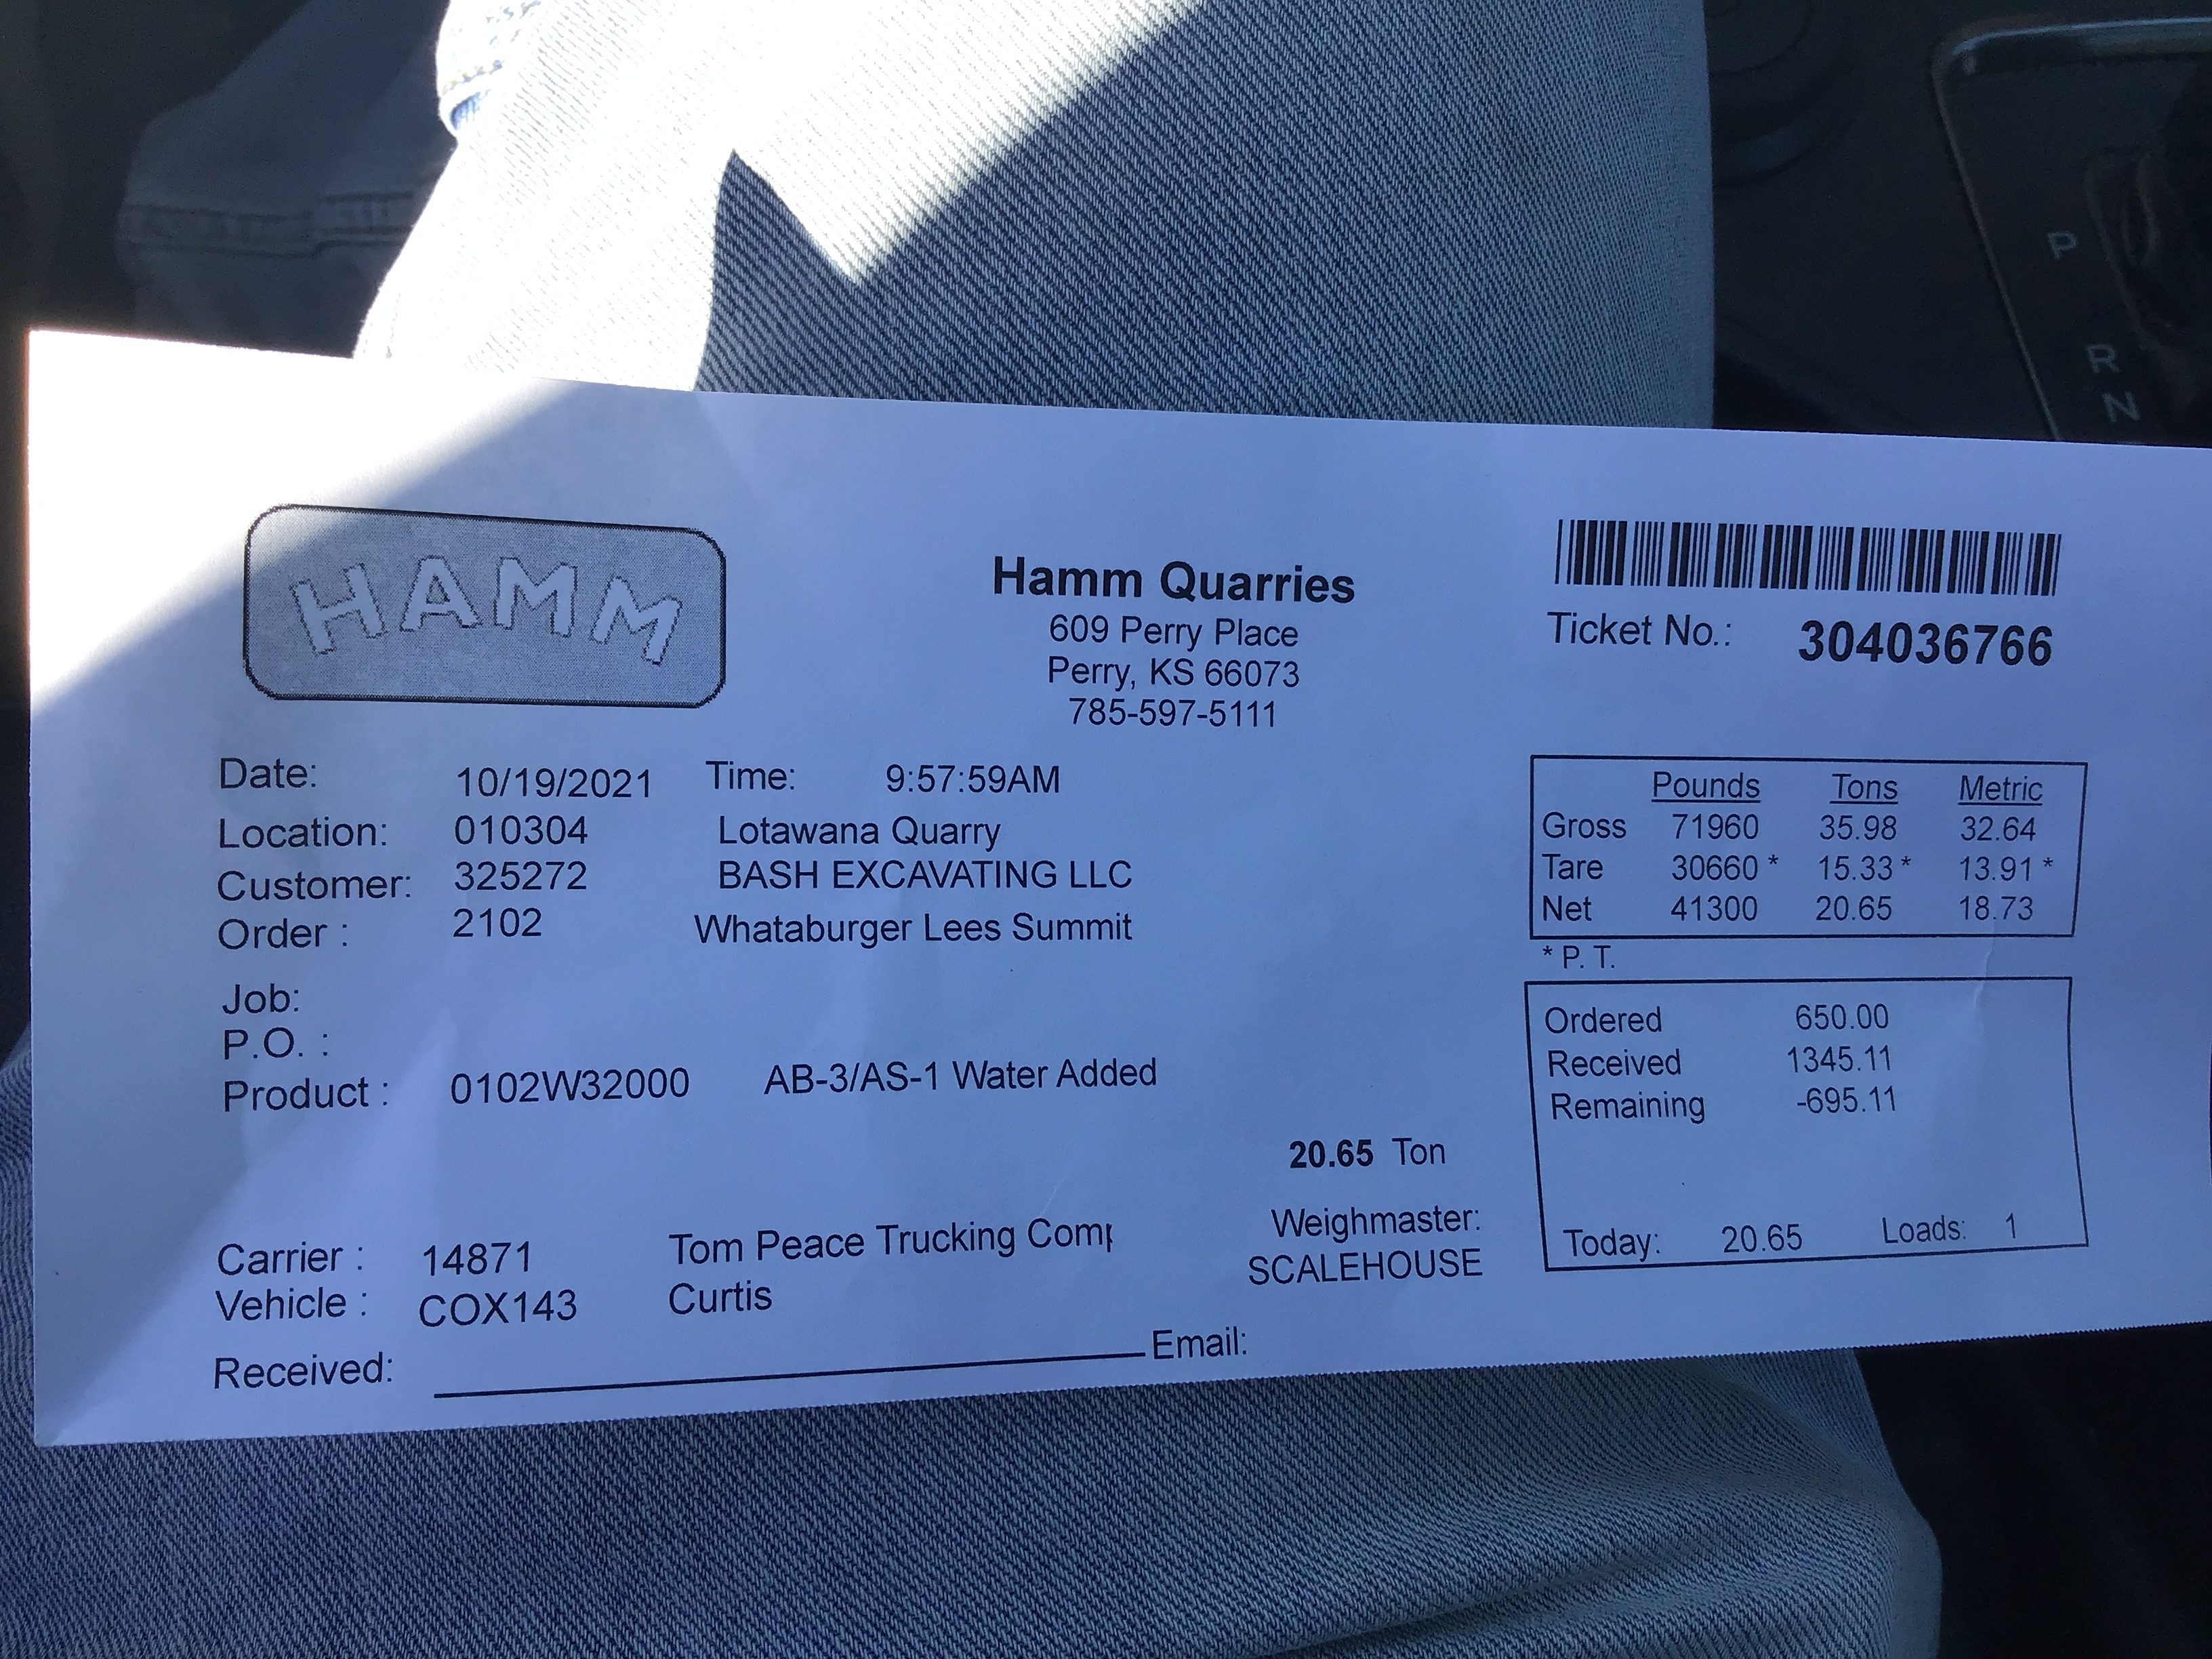 HAMM
Hamm Quarries
609 Perry Place
Perry, KS 66073
785-597-5111
Ticket No.: 304036766
Date: 10/19/2021 Time: 9:57:59AM
Location: 010304 Lotawana Quarry
Customer: 325272 BASH EXCAVATING LLC
Order : 2102 Whataburger Lees Summit
Job:
P.O. :
Product : 0102W32000 AB-3/AS-1 Water Added
Pounds Tons Metric
Gross 71960 35.98 32.64
Tare 30660 * 15.33 * 13.91 *
Net 41300 20.65 18.73
* P. T.
Ordered 650.00
Received 1345.11
Remaining -695.11
Today: 20.65 Loads: 1
20.65 Ton
Weighmaster:
SCALEHOUSE
Carrier : 14871 Tom Peace Trucking Comp
Vehicle : COX143 Curtis
Received: Email:
P
R
N